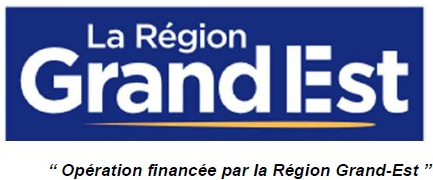 La Région
Grand Est
“ Opération financée par la Région Grand-Est ”